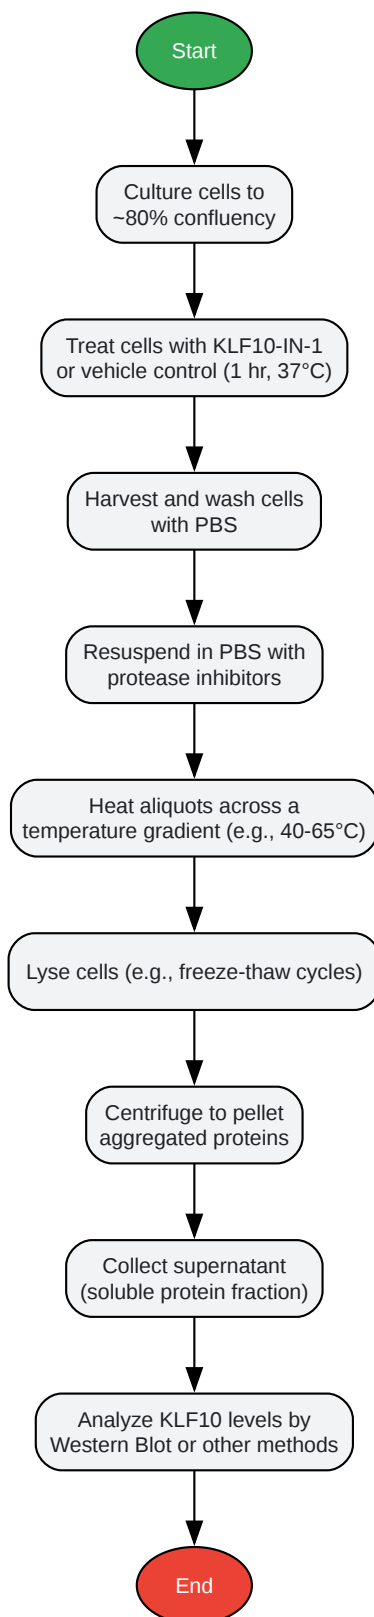 Start
Culture cells to
~80% confluency
Treat cells with KLF10-IN-1
or vehicle control (1 hr, 37°C)
Harvest and wash cells
with PBS
Resuspend in PBS with
protease inhibitors
Heat aliquots across a
temperature gradient (e.g., 40-65°C)
Lyse cells (e.g., freeze-thaw cycles)
Centrifuge to pellet
aggregated proteins
Collect supernatant
(soluble protein fraction)
Analyze KLF10 levels by
Western Blot or other methods
End